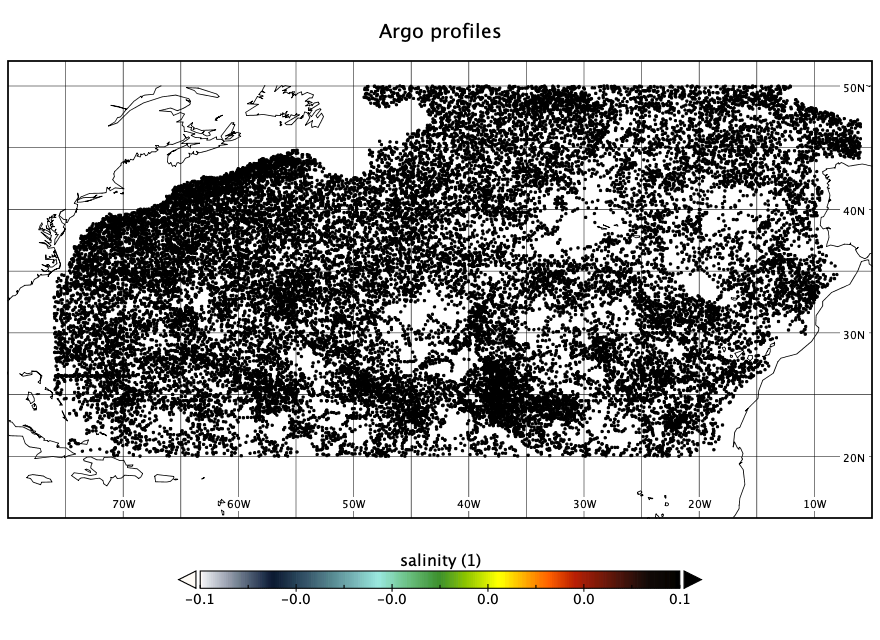 Argo profiles
50N
40N
30N
20N
70W 60W 50W 40W 30W 20W 10W
salinity (1)
-0.1 -0.0 -0.0 0.0 0.0 0.1